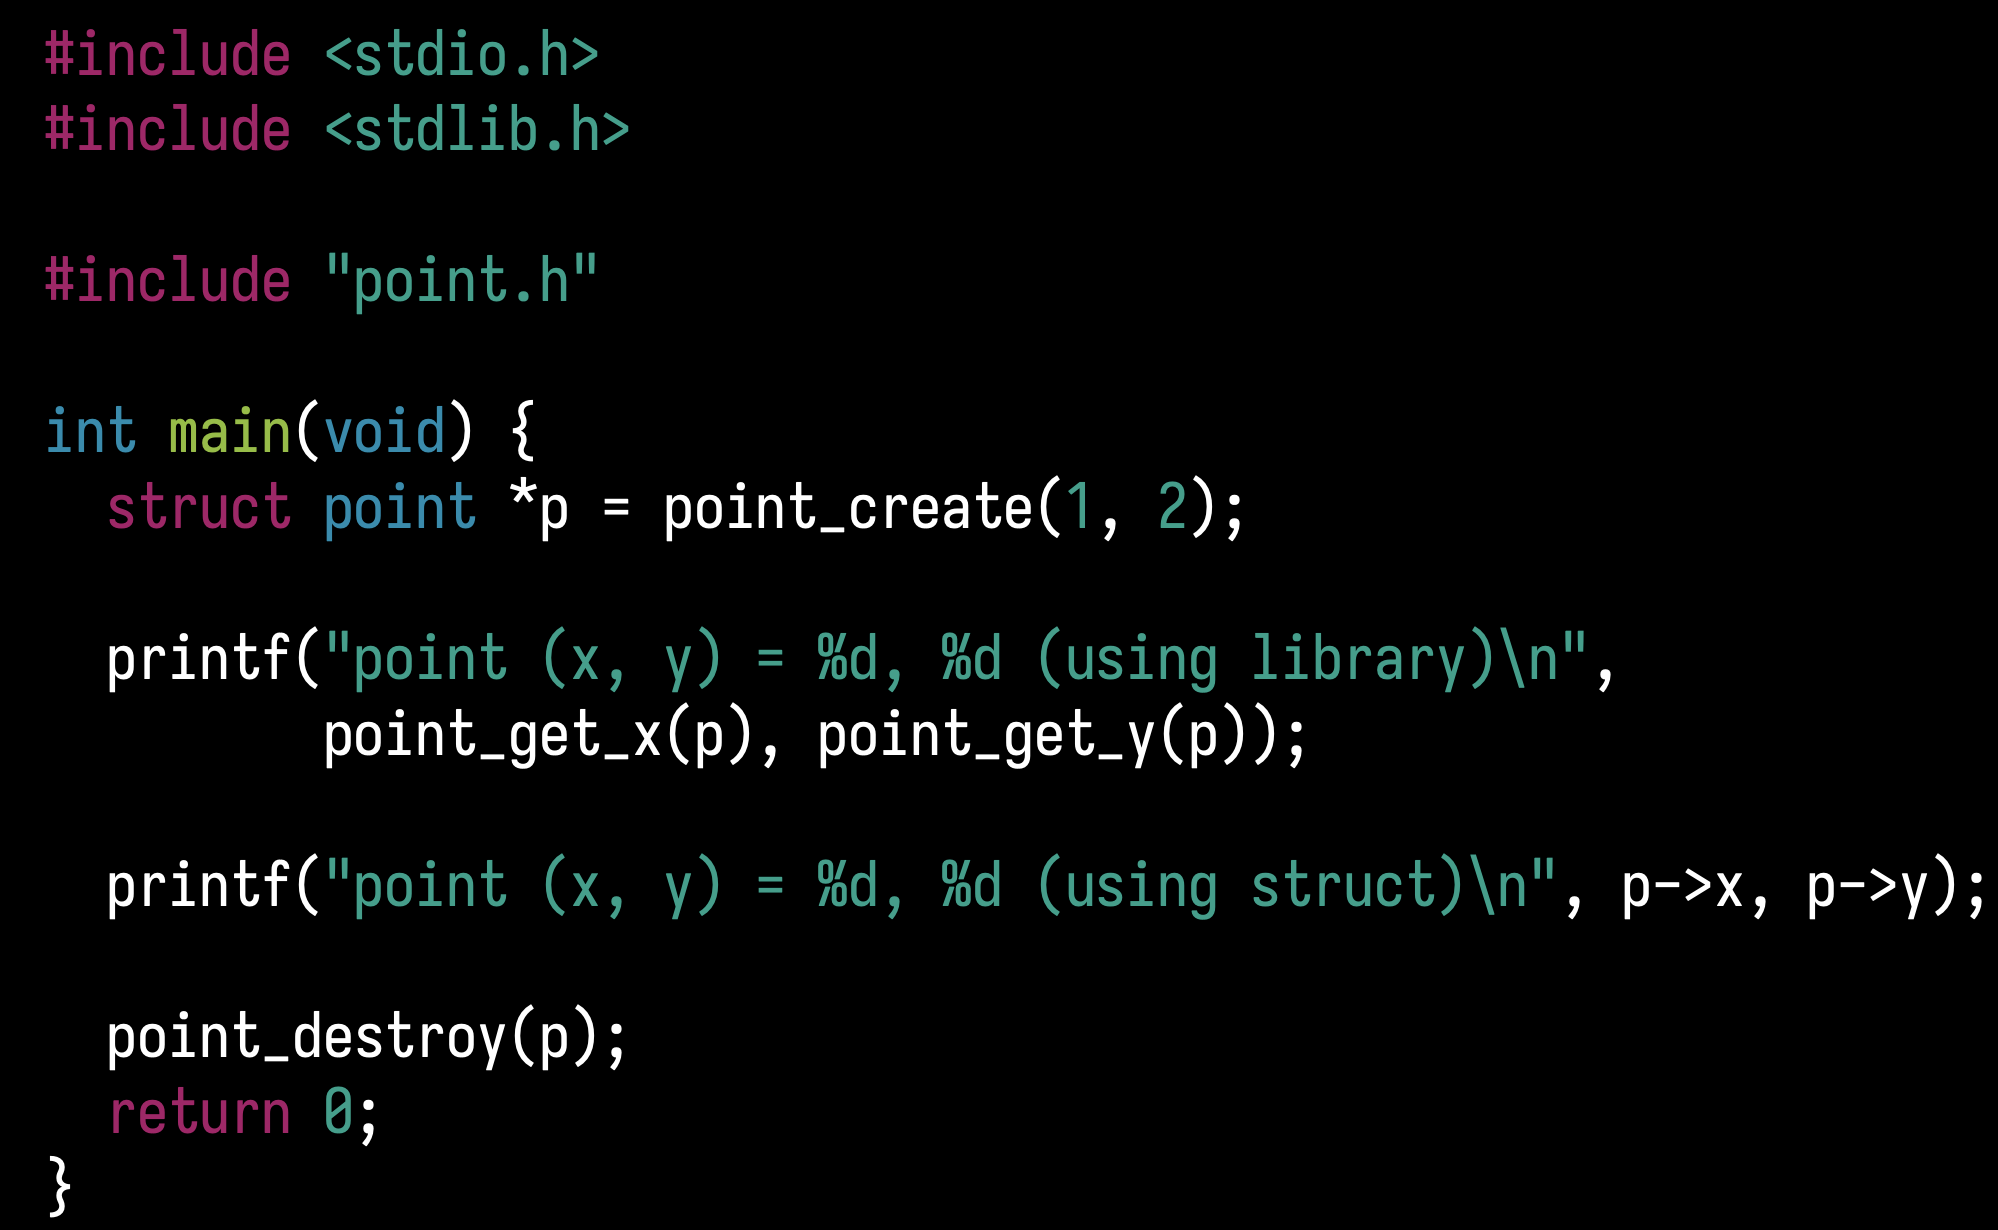 #include <stdio.h>
#include <stdlib.h>
#include "point.h"
int main(void) {
  struct point *p = point_create(1, 2);
  printf("point (x, y) = %d, %d (using library)\n",
         point_get_x(p), point_get_y(p));
  printf("point (x, y) = %d, %d (using struct)\n", p->x, p->y);
  point_destroy(p);
  return 0;
}